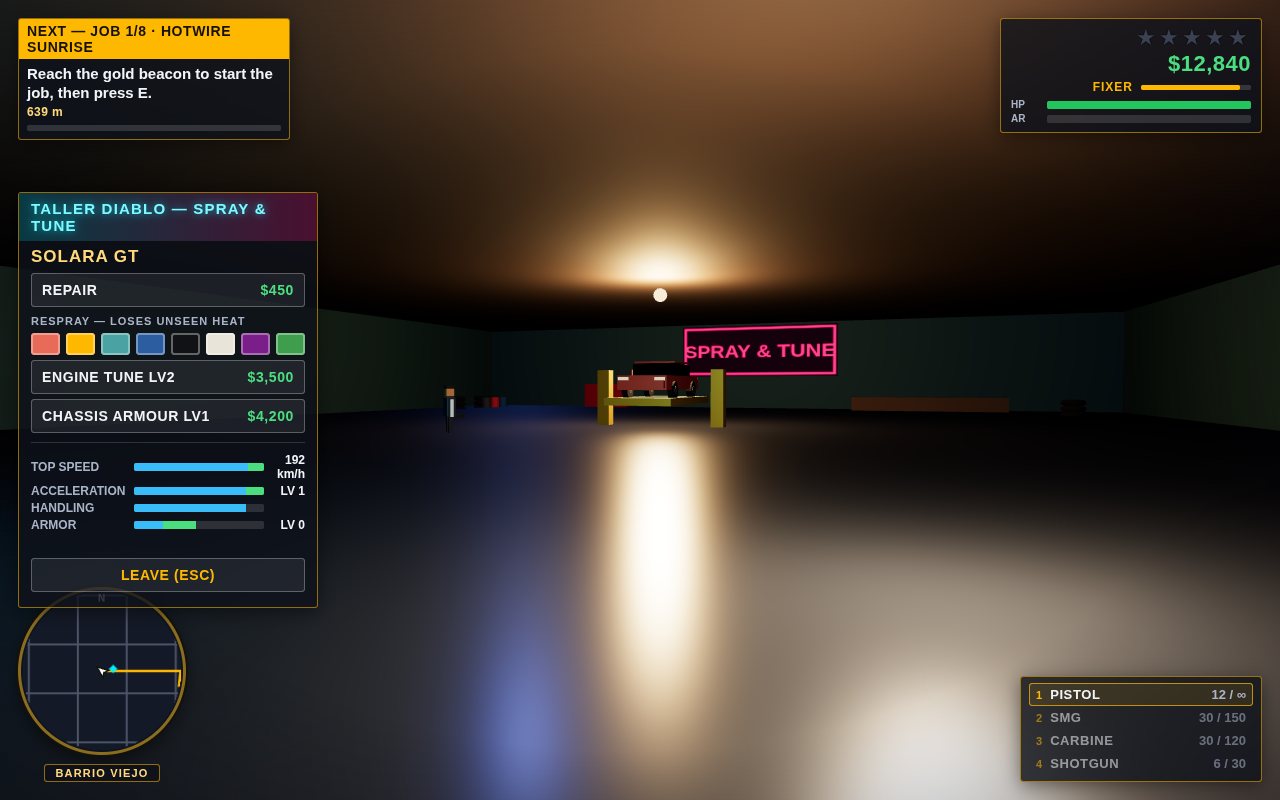 NEXT — JOB 1/8 · HOTWIRE
SUNRISE
Reach the gold beacon to start the
job, then press E.
639 m
★★★★★
$12,840
FIXER
HP
AR
TALLER DIABLO — SPRAY &
TUNE
SOLARA GT
REPAIR $450
RESPRAY — LOSES UNSEEN HEAT
ENGINE TUNE LV2 $3,500
CHASSIS ARMOUR LV1 $4,200
TOP SPEED 192
km/h
ACCELERATION LV 1
HANDLING
ARMOR LV 0
LEAVE (ESC)
SPRAY & TUNE
N
BARRIO VIEJO
1 PISTOL 12 / ∞
2 SMG 30 / 150
3 CARBINE 30 / 120
4 SHOTGUN 6 / 30